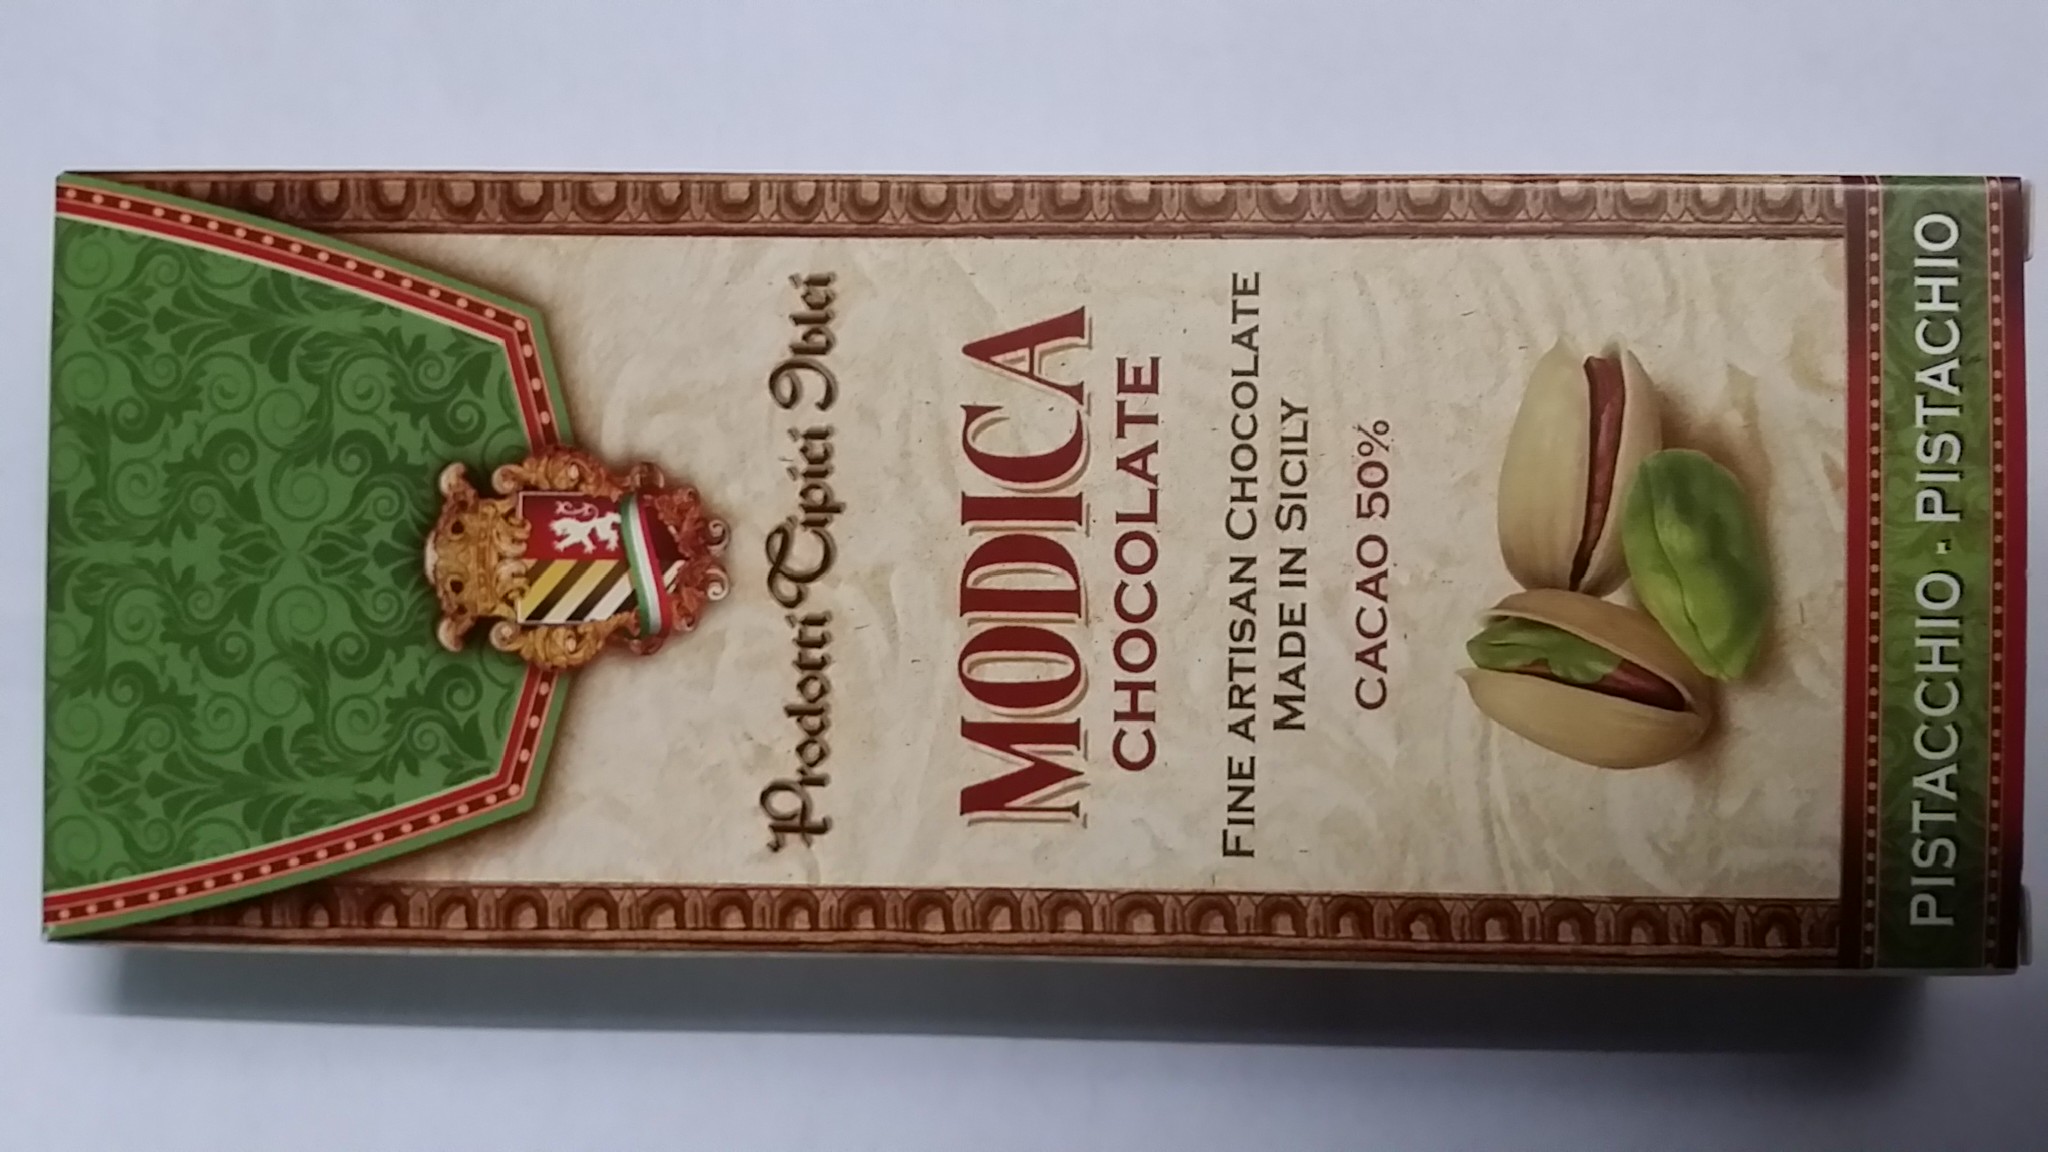 Prodotti Tipici Iblei
MODICA
CHOCOLATE
FINE ARTISAN CHOCOLATE
MADE IN SICILY
CACAO 50%
PISTACCHIO - PISTACHIO